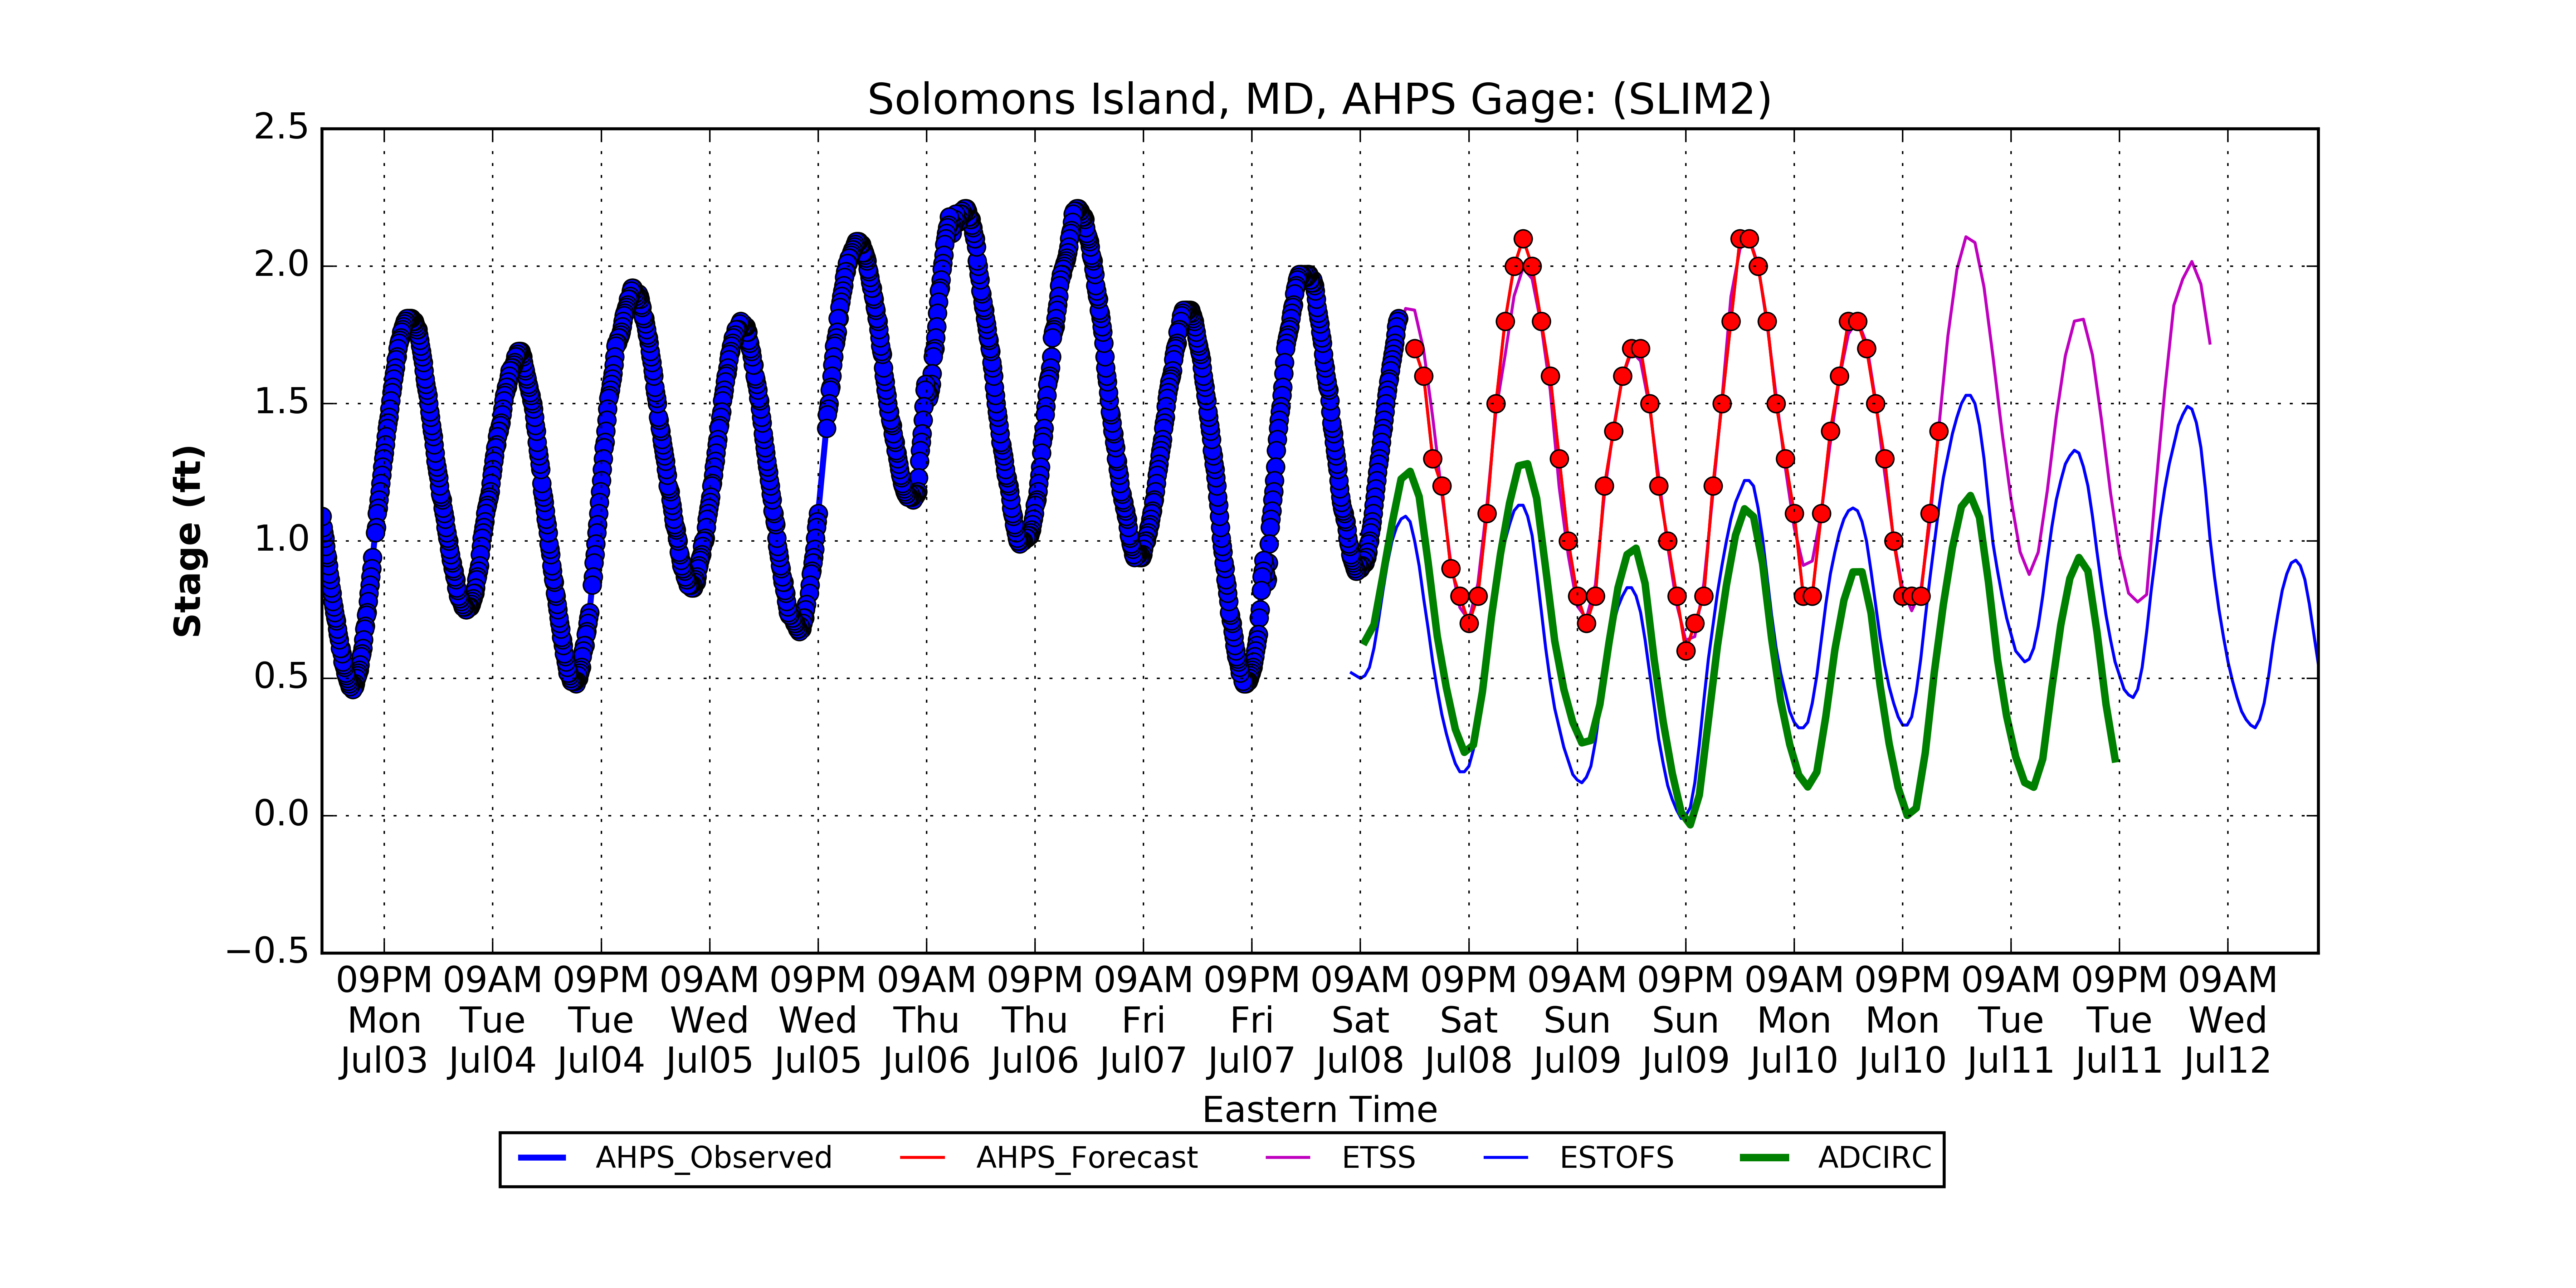 Solomons Island, MD, AHPS Gage: (SLIM2)
2.5
2.0
1.5
1.0
0.5
0.0
−0.5
Stage (ft)
09PM 09AM 09PM 09AM 09PM 09AM 09PM 09AM 09PM 09AM 09PM 09AM 09PM 09AM 09PM 09AM 09PM 09AM
Mon Tue Tue Wed Wed Thu Thu Fri Fri Sat Sat Sun Sun Mon Mon Tue Tue Wed
Jul03 Jul04 Jul04 Jul05 Jul05 Jul06 Jul06 Jul07 Jul07 Jul08 Jul08 Jul09 Jul09 Jul10 Jul10 Jul11 Jul11 Jul12
Eastern Time
AHPS_Observed AHPS_Forecast ETSS ESTOFS ADCIRC